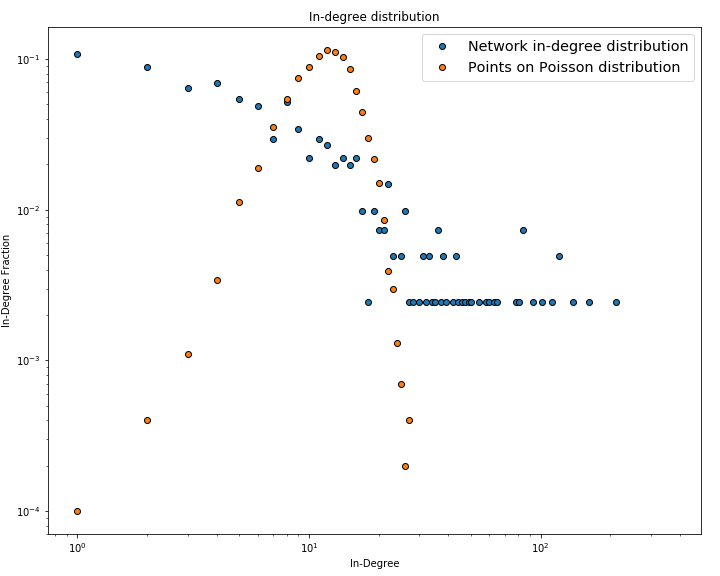 In-degree distribution
Network in-degree distribution
Points on Poisson distribution
In-Degree Fraction
10⁻¹
10⁻²
10⁻³
10⁻⁴
10⁰
10¹
10²
In-Degree